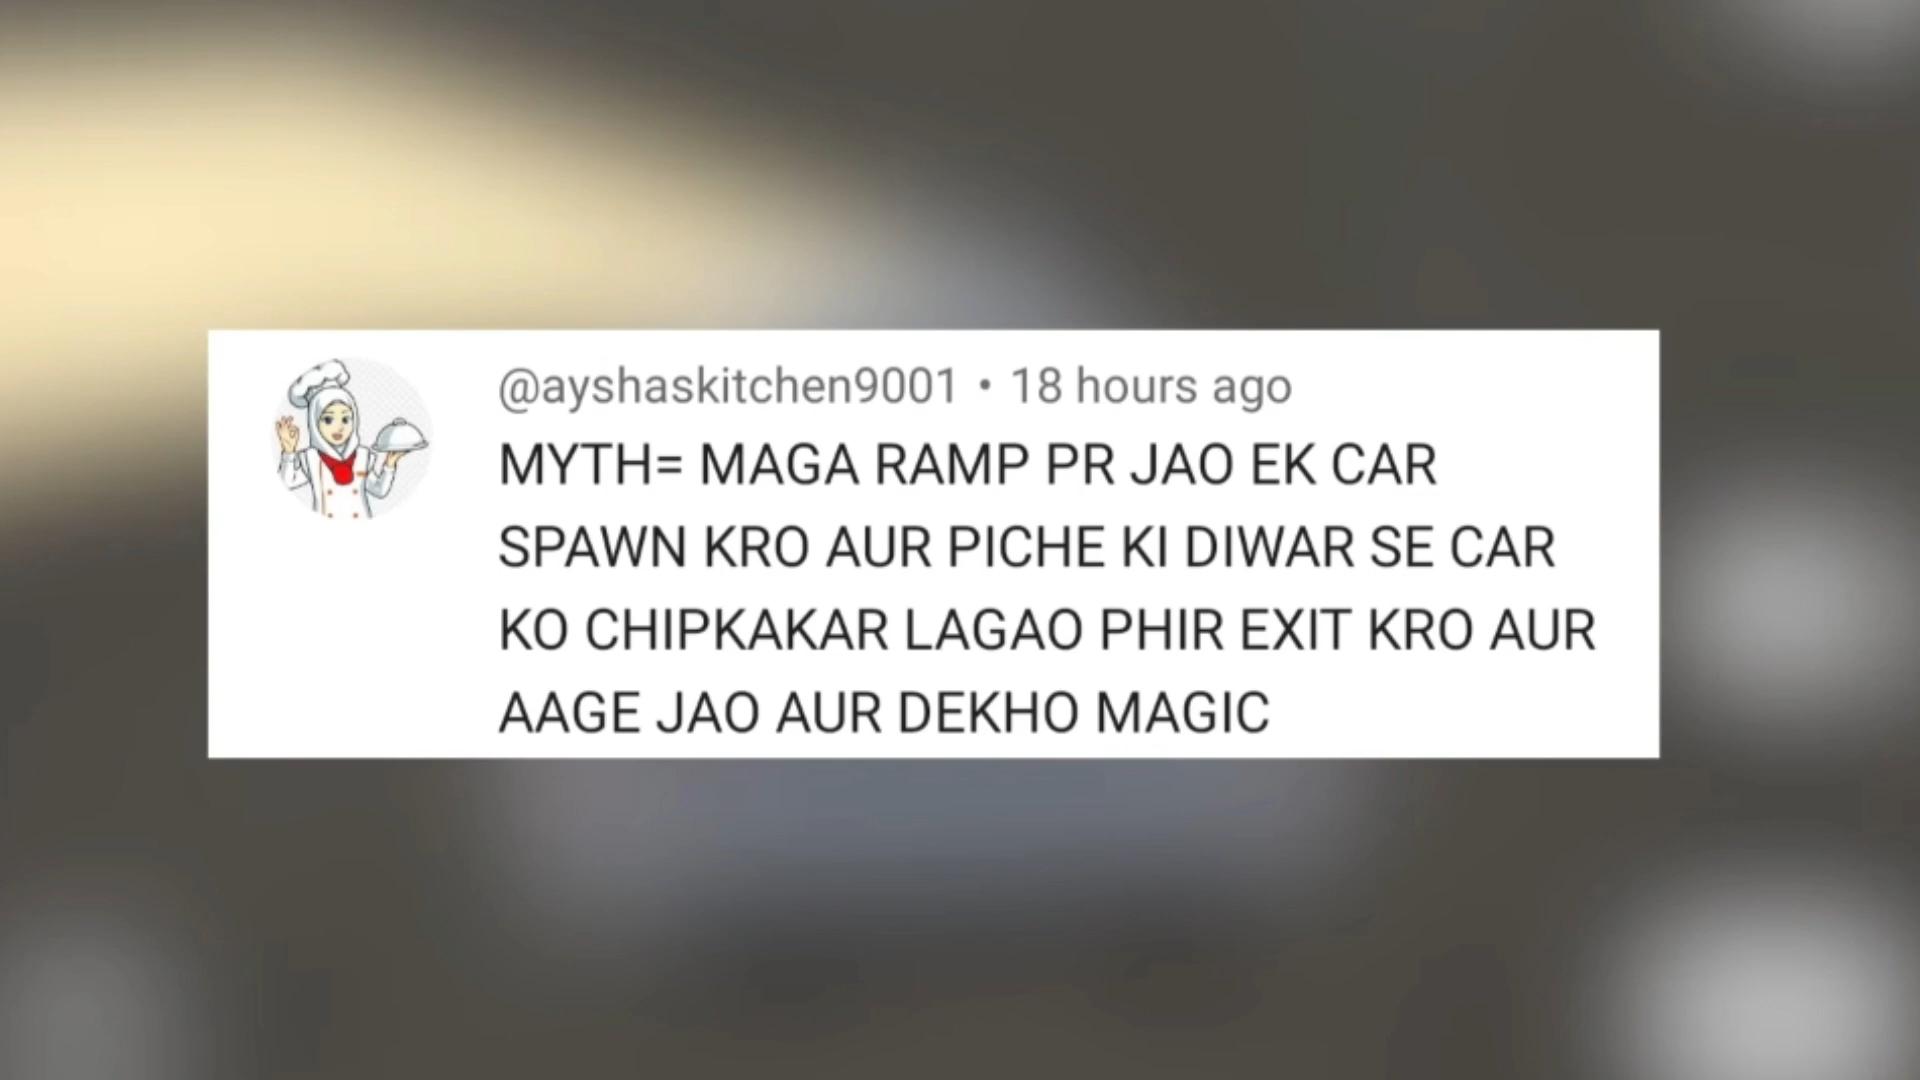 @ayshaskitchen9001 • 18 hours ago
MYTH= MAGA RAMP PR JAO EK CAR
SPAWN KRO AUR PICHE KI DIWAR SE CAR
KO CHIPKAKAR LAGAO PHIR EXIT KRO AUR
AAGE JAO AUR DEKHO MAGIC